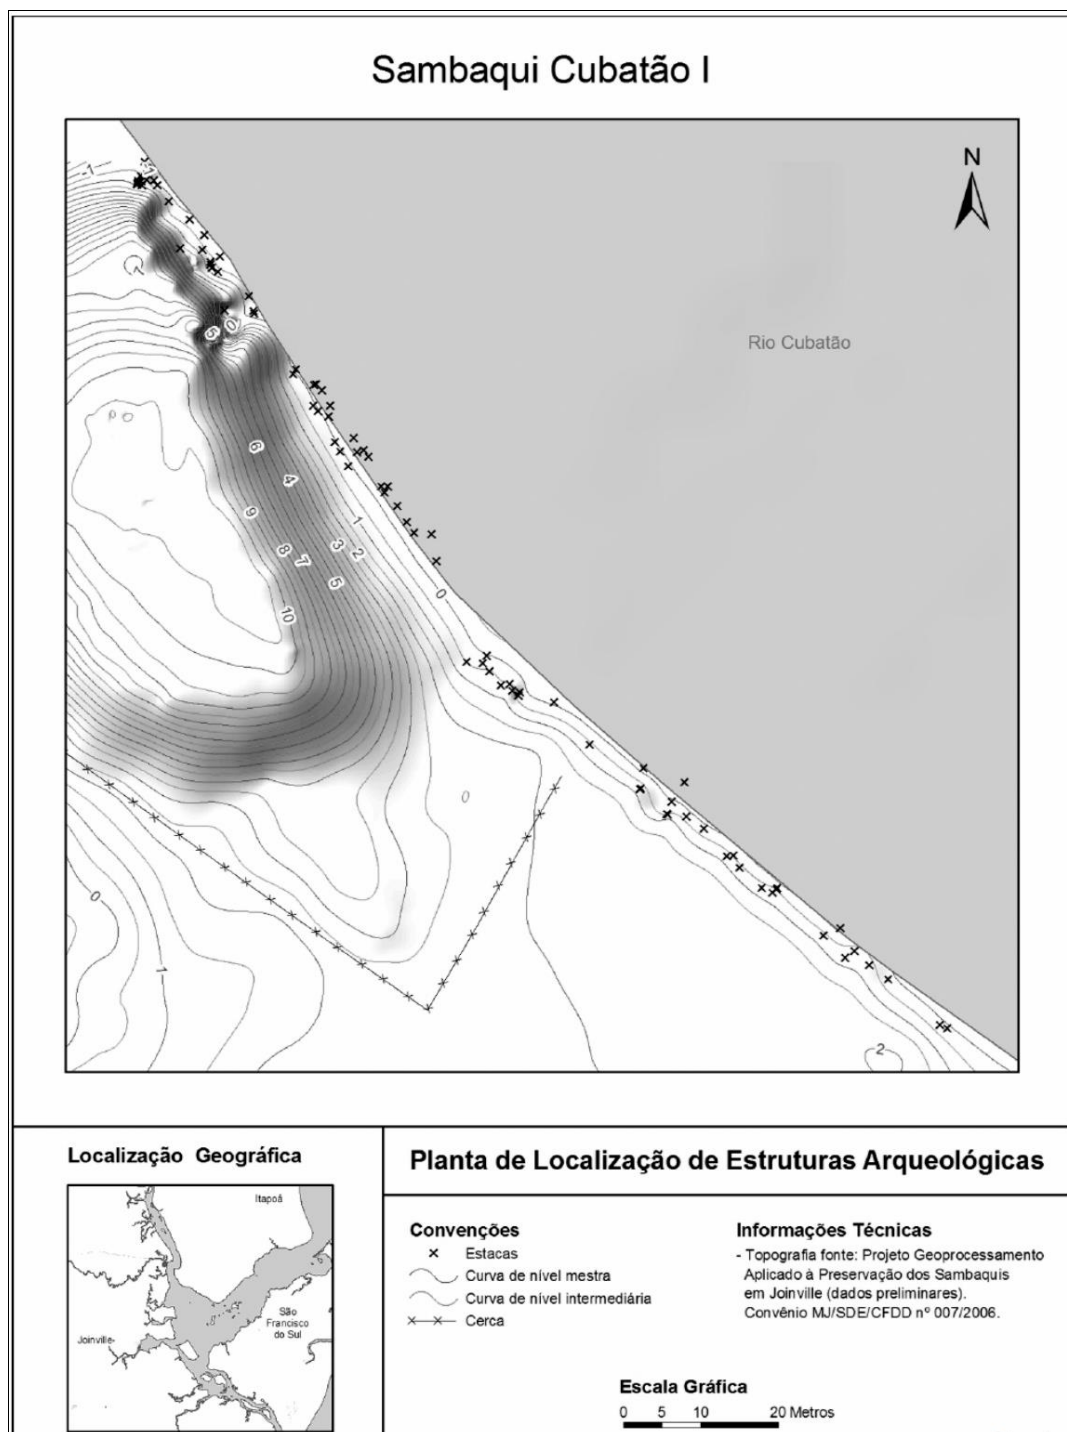 Sambaqui Cubatão I
-1
-1
N
Rio Cubatão
5
0
6
4
9
1
3
2
8
7
5
10
0
0
1
2
Localização Geográfica
Itapoá
São
Francisco
do Sul
Joinville
Planta de Localização de Estruturas Arqueológicas
Convenções
Estacas
Curva de nível mestra
Curva de nível intermediária
Cerca
Informações Técnicas
- Topografia fonte: Projeto Geoprocessamento
Aplicado à Preservação dos Sambaquis
em Joinville (dados preliminares).
Convênio MJ/SDE/CFDD nº 007/2006.
Escala Gráfica
0 5 10 20 Metros